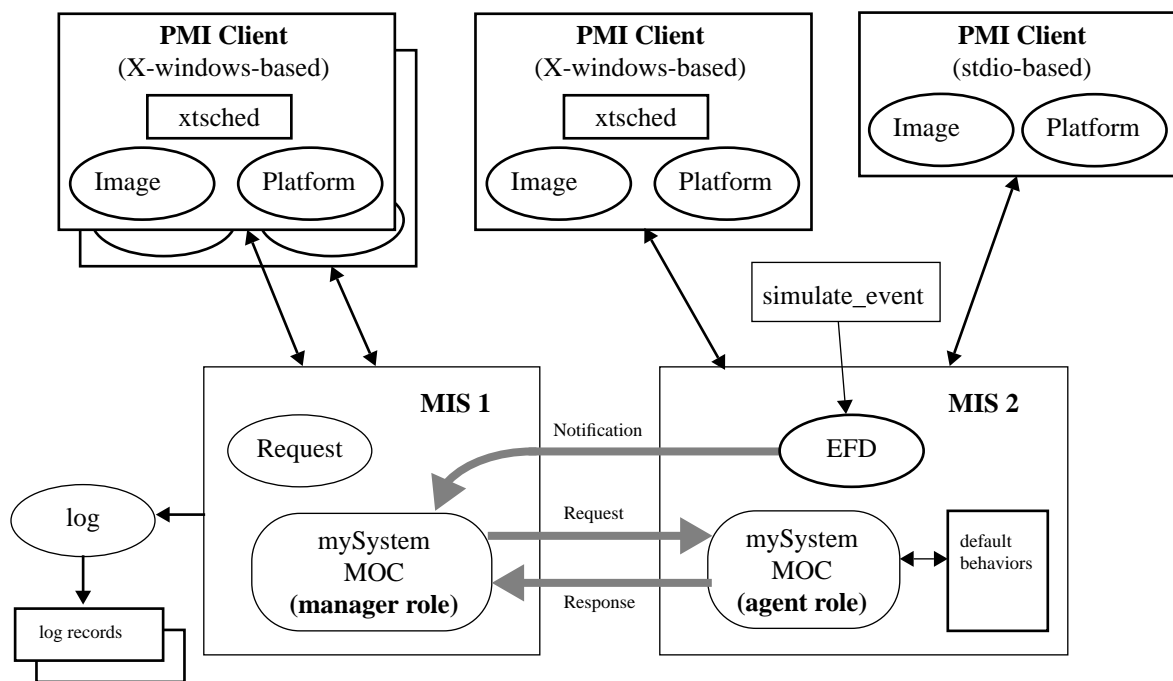 PMI Client
(X-windows-based)
xtsched
Image
Platform
PMI Client
(X-windows-based)
xtsched
Image
Platform
PMI Client
(stdio-based)
Image
Platform
simulate_event
MIS 1
Request
mySystem
MOC
(manager role)
log
log records
Notification
Request
Response
MIS 2
EFD
mySystem
MOC
(agent role)
default
behaviors